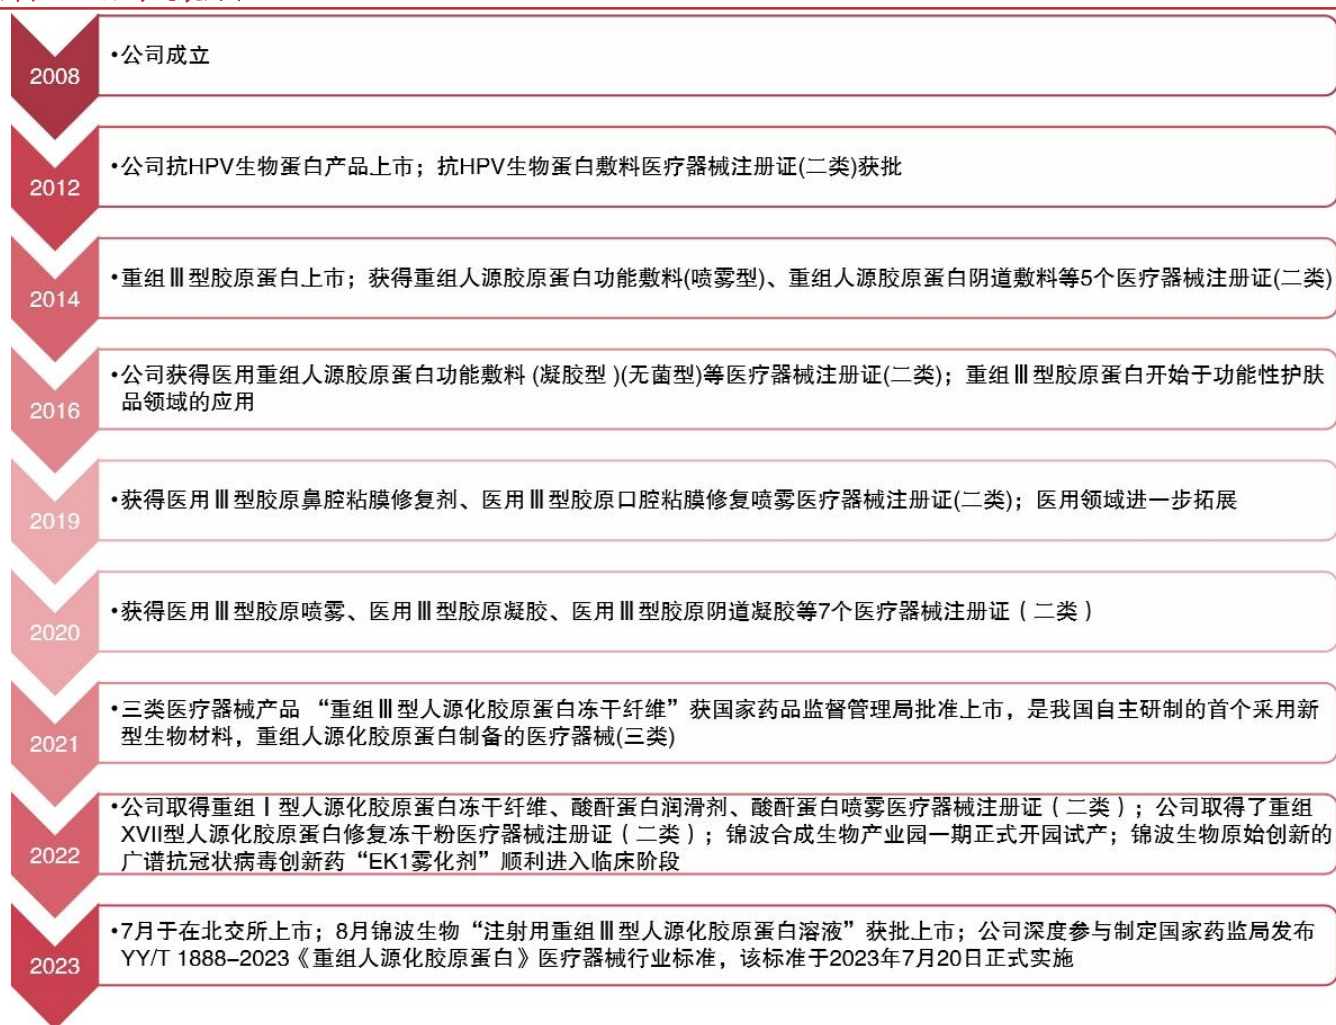 2008
•公司成立
2012
•公司抗HPV生物蛋白产品上市；抗HPV生物蛋白敷料医疗器械注册证(二类)获批
2014
•重组Ⅲ型胶原蛋白上市；获得重组人源胶原蛋白功能敷料(喷雾型)、重组人源胶原蛋白阴道敷料等5个医疗器械注册证(二类)
2016
•公司获得医用重组人源胶原蛋白功能敷料 (凝胶型 )(无菌型)等医疗器械注册证(二类)；重组Ⅲ型胶原蛋白开始于功能性护肤
品领域的应用
2019
•获得医用Ⅲ型胶原鼻腔粘膜修复剂、医用Ⅲ型胶原口腔粘膜修复喷雾医疗器械注册证(二类)；医用领域进一步拓展
2020
•获得医用Ⅲ型胶原喷雾、医用Ⅲ型胶原凝胶、医用Ⅲ型胶原阴道凝胶等7个医疗器械注册证（二类）
2021
•三类医疗器械产品 “重组Ⅲ型人源化胶原蛋白冻干纤维”获国家药品监督管理局批准上市，是我国自主研制的首个采用新
型生物材料，重组人源化胶原蛋白制备的医疗器械(三类)
2022
•公司取得重组Ⅰ型人源化胶原蛋白冻干纤维、酸酐蛋白润滑剂、酸酐蛋白喷雾医疗器械注册证（二类）；公司取得了重组
XVII型人源化胶原蛋白修复冻干粉医疗器械注册证（二类）；锦波合成生物产业园一期正式开园试产；锦波生物原始创新的
广谱抗冠状病毒创新药“EK1雾化剂”顺利进入临床阶段
2023
•7月于在北交所上市；8月锦波生物“注射用重组Ⅲ型人源化胶原蛋白溶液”获批上市；公司深度参与制定国家药监局发布
YY/T 1888–2023《重组人源化胶原蛋白》医疗器械行业标准，该标准于2023年7月20日正式实施